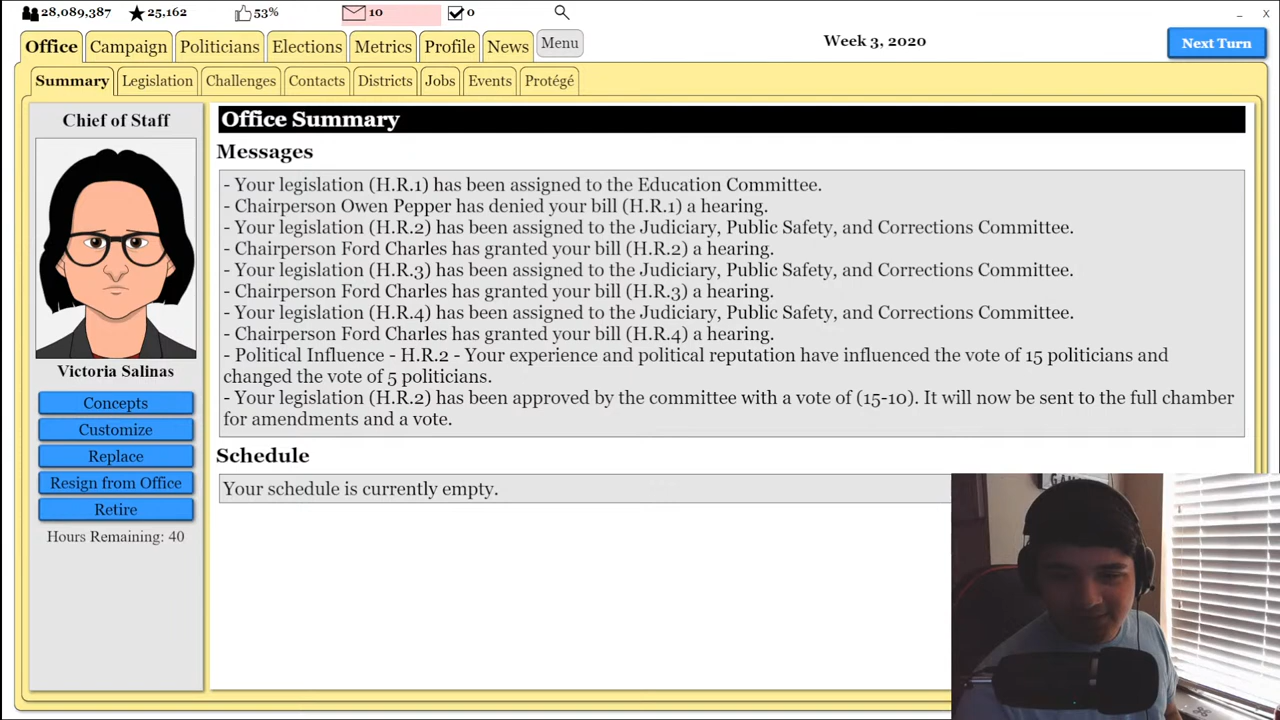 28,089,387 25,162 53% 10 0
Office Campaign Politicians Elections Metrics Profile News Menu
Week 3, 2020
Next Turn
Summary Legislation Challenges Contacts Districts Jobs Events Protégé
Chief of Staff
Victoria Salinas
Concepts
Customize
Replace
Resign from Office
Retire
Hours Remaining: 40
Office Summary
Messages
- Your legislation (H.R.1) has been assigned to the Education Committee.
- Chairperson Owen Pepper has denied your bill (H.R.1) a hearing.
- Your legislation (H.R.2) has been assigned to the Judiciary, Public Safety, and Corrections Committee.
- Chairperson Ford Charles has granted your bill (H.R.2) a hearing.
- Your legislation (H.R.3) has been assigned to the Judiciary, Public Safety, and Corrections Committee.
- Chairperson Ford Charles has granted your bill (H.R.3) a hearing.
- Your legislation (H.R.4) has been assigned to the Judiciary, Public Safety, and Corrections Committee.
- Chairperson Ford Charles has granted your bill (H.R.4) a hearing.
- Political Influence - H.R.2 - Your experience and political reputation have influenced the vote of 15 politicians and
changed the vote of 5 politicians.
- Your legislation (H.R.2) has been approved by the committee with a vote of (15-10). It will now be sent to the full chamber
for amendments and a vote.
Schedule
Your schedule is currently empty.